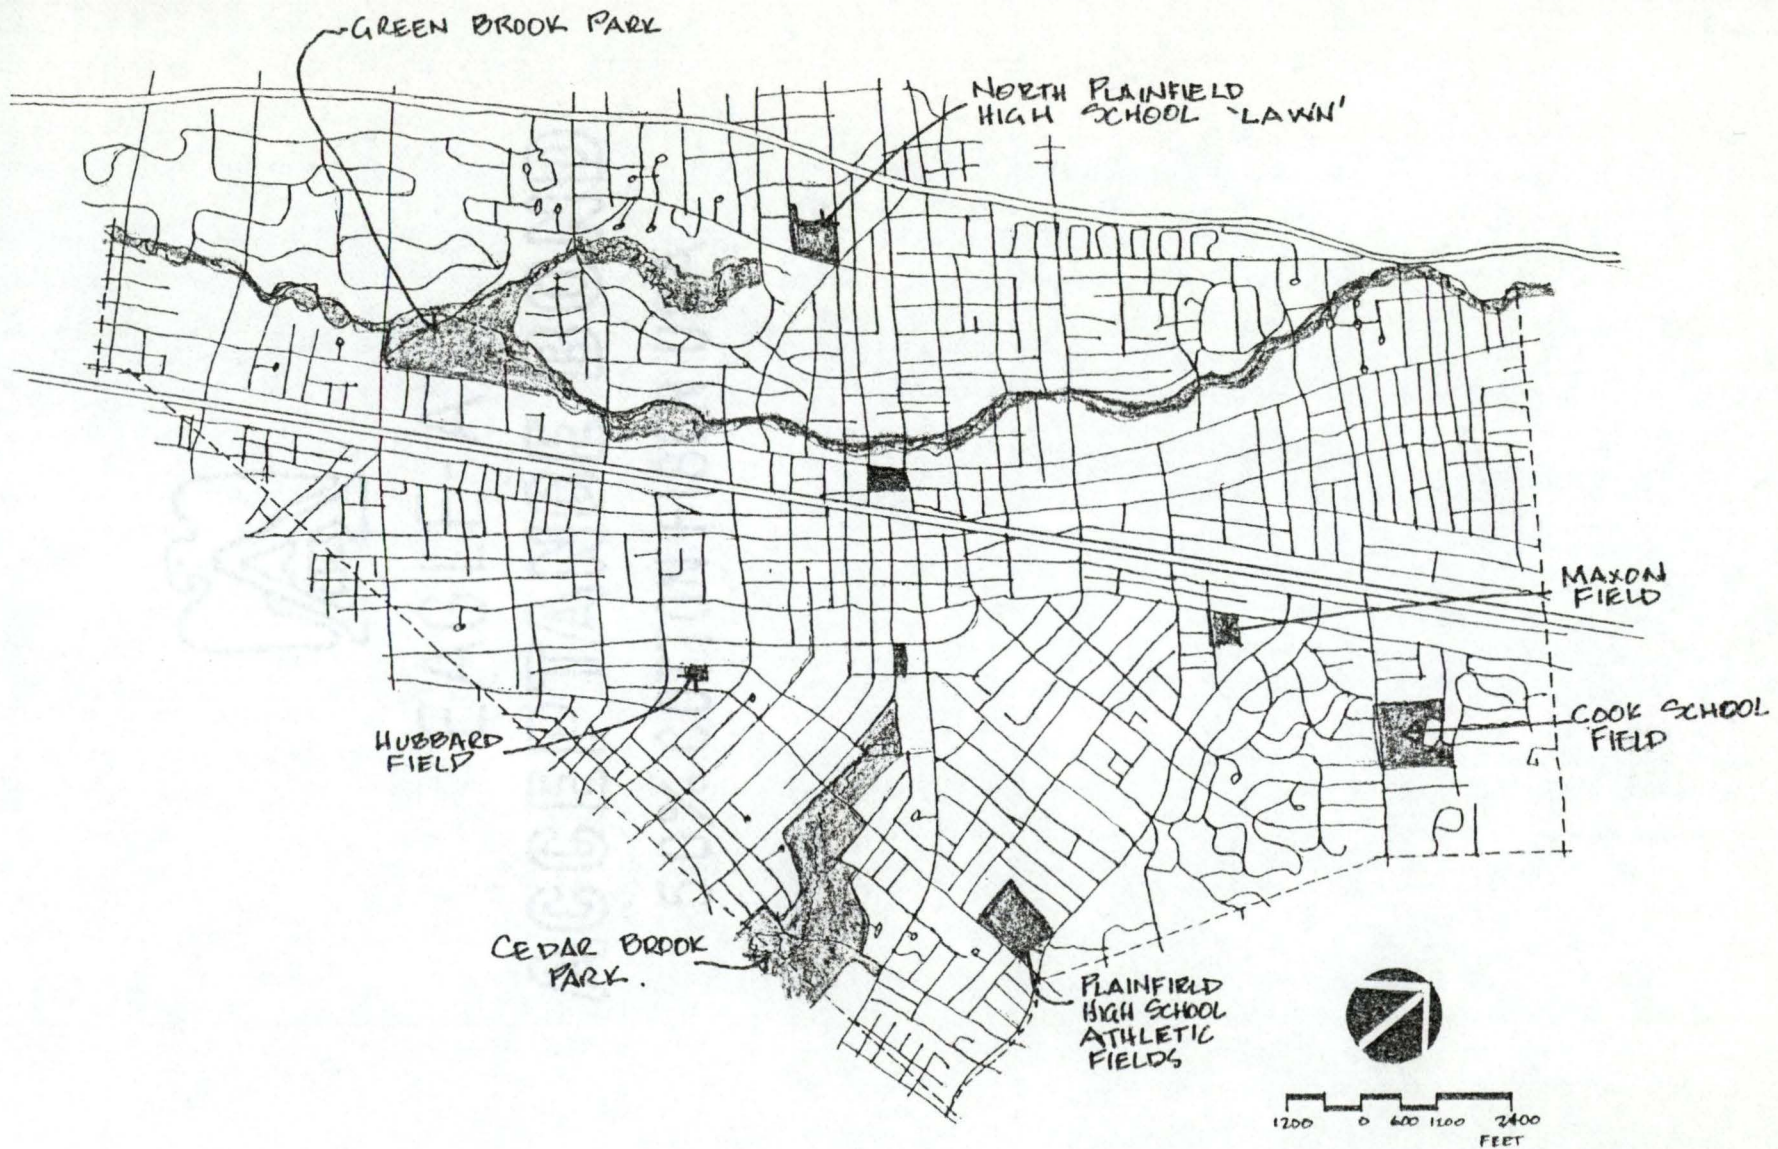 GREEN BROOK PARK
NORTH PLAINFIELD
HIGH SCHOOL 'LAWN'
MAXON
FIELD
COOK SCHOOL
FIELD
HUBBARD
FIELD
CEDAR BROOK
PARK.
PLAINFIELD
HIGH SCHOOL
ATHLETIC
FIELDS
1200 0 600 1200 2400
FEET